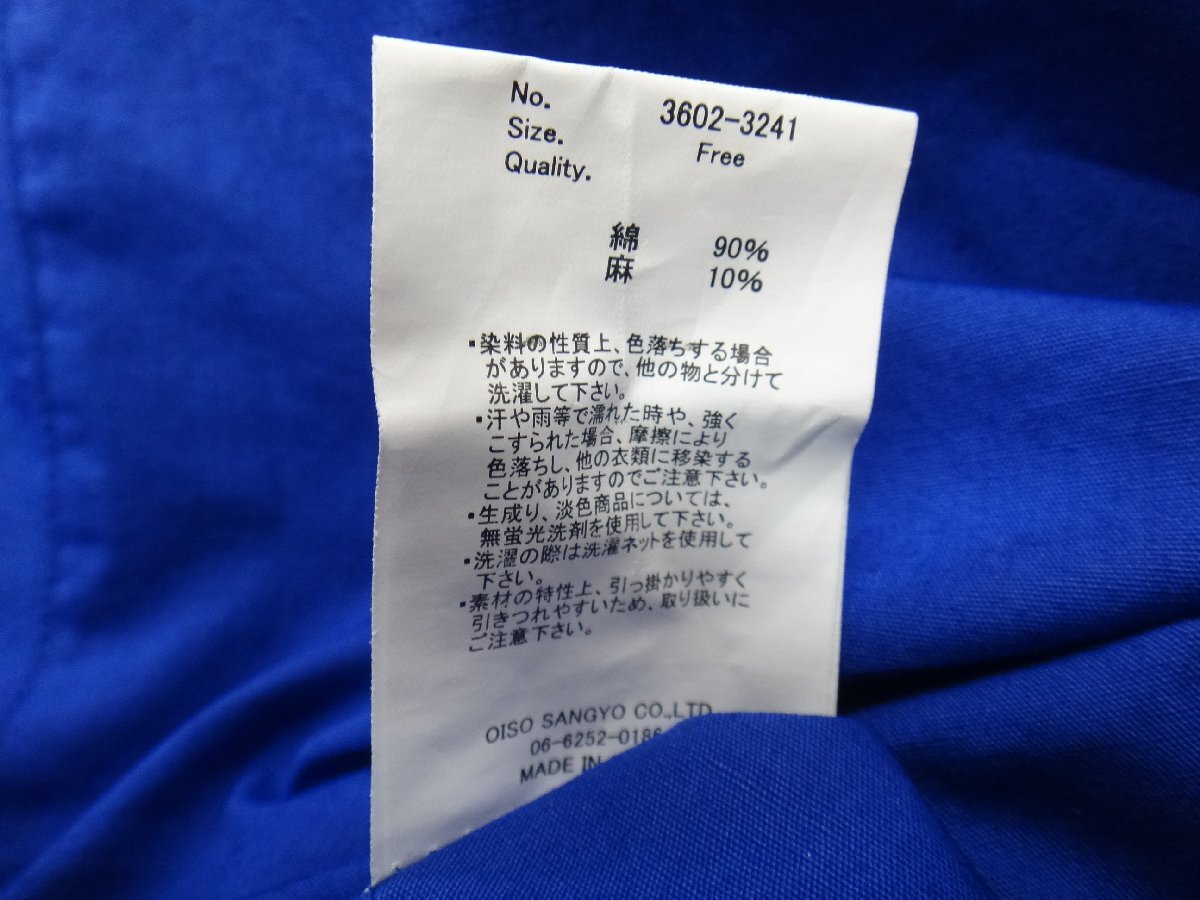 No. 3602-3241
Size. Free
Quality.
綿 90%
麻 10%
・染料の性質上、色落ちする場合
がありますので、他の物と分けて
洗濯して下さい。
・汗や雨等で濡れた時や、強く
こすられた場合、摩擦により
色落ちし、他の衣類に移染する
ことがありますのでご注意下さい。
・生成り、淡色商品については、
無蛍光洗剤を使用して下さい。
・洗濯の際は洗濯ネットを使用して
下さい。
・素材の特性上、引っ掛かりやすく
引きつれやすいため、取り扱いに
ご注意下さい。
OISO SANGYO CO.,LTD
06-6252-0186
MADE IN